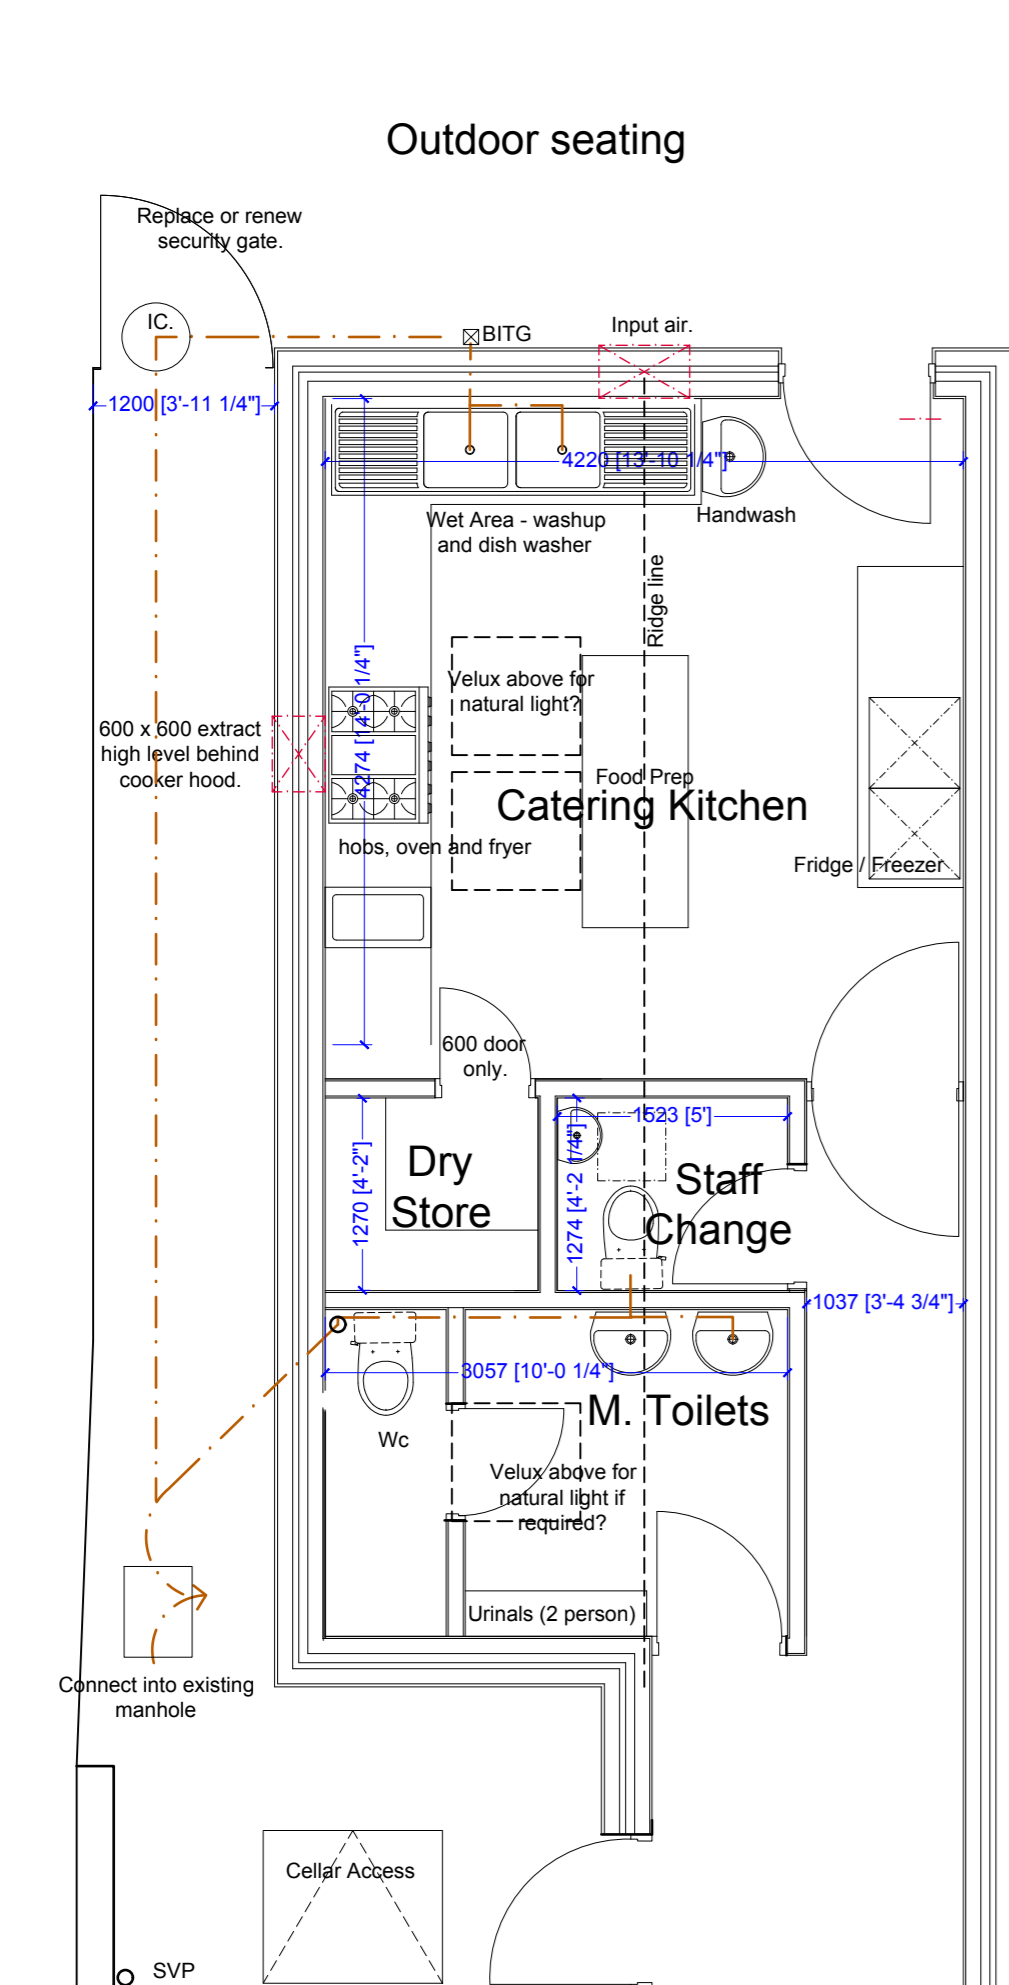 Outdoor seating
Replace or renew
security gate.
IC.
BITG
Input air.
1200 [3'-11 1/4"]
4220 [13'-10 1/4"]
Handwash
Wet Area - washup
and dish washer
Ridge line
4274 [14'-0 1/4"]
Velux above for
natural light?
600 x 600 extract
high level behind
cooker hood.
Food Prep
Catering Kitchen
hobs, oven and fryer
Fridge / Freezer
600 door
only.
1523 [5']
1270 [4'-2"]
Dry
Store
1274 [4'-2 1/4"]
Staff
Change
1037 [3'-4 3/4"]
3057 [10'-0 1/4"]
M. Toilets
Wc
Velux above for
natural light if
required?
Urinals (2 person)
Connect into existing
manhole
Cellar Access
SVP